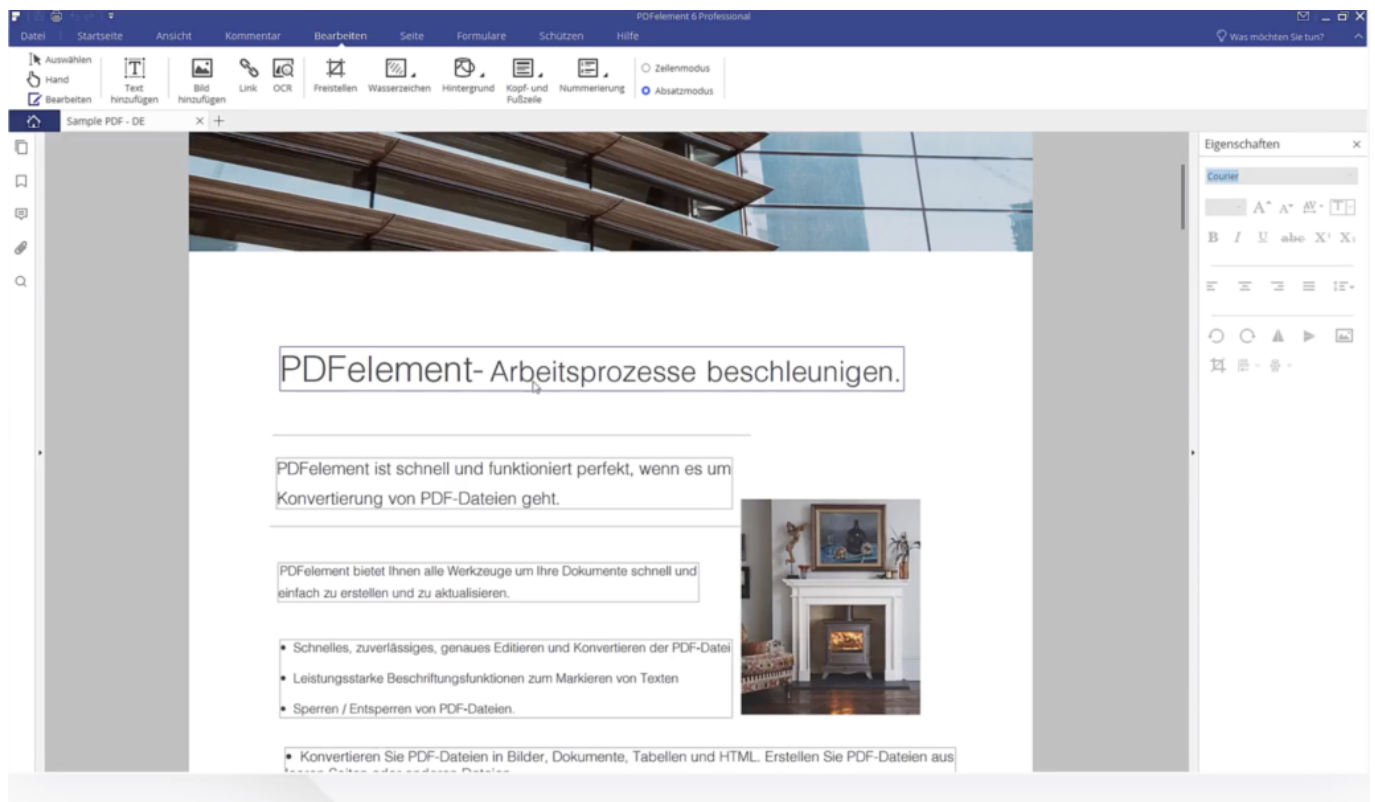 PDFelement 6 Professional
Datei Startseite Ansicht Kommentar Bearbeiten Seite Formulare Schützen Hilfe Was möchten Sie tun?
Auswählen
Hand
Bearbeiten
Text hinzufügen
Bild hinzufügen
Link
OCR
Freistellen
Wasserzeichen
Hintergrund
Kopf- und Fußzeile
Nummerierung
Zeilenmodus
Absatzmodus
Sample PDF - DE
Eigenschaften
Courier
PDFelement- Arbeitsprozesse beschleunigen.
PDFelement ist schnell und funktioniert perfekt, wenn es um
Konvertierung von PDF-Dateien geht.
PDFelement bietet Ihnen alle Werkzeuge um Ihre Dokumente schnell und
einfach zu erstellen und zu aktualisieren.
• Schnelles, zuverlässiges, genaues Editieren und Konvertieren der PDF-Datei
• Leistungsstarke Beschriftungsfunktionen zum Markieren von Texten
• Sperren / Entsperren von PDF-Dateien.
• Konvertieren Sie PDF-Dateien in Bilder, Dokumente, Tabellen und HTML. Erstellen Sie PDF-Dateien aus